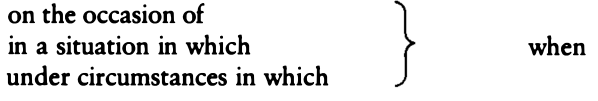 on the occasion of
in a situation in which when
under circumstances in which